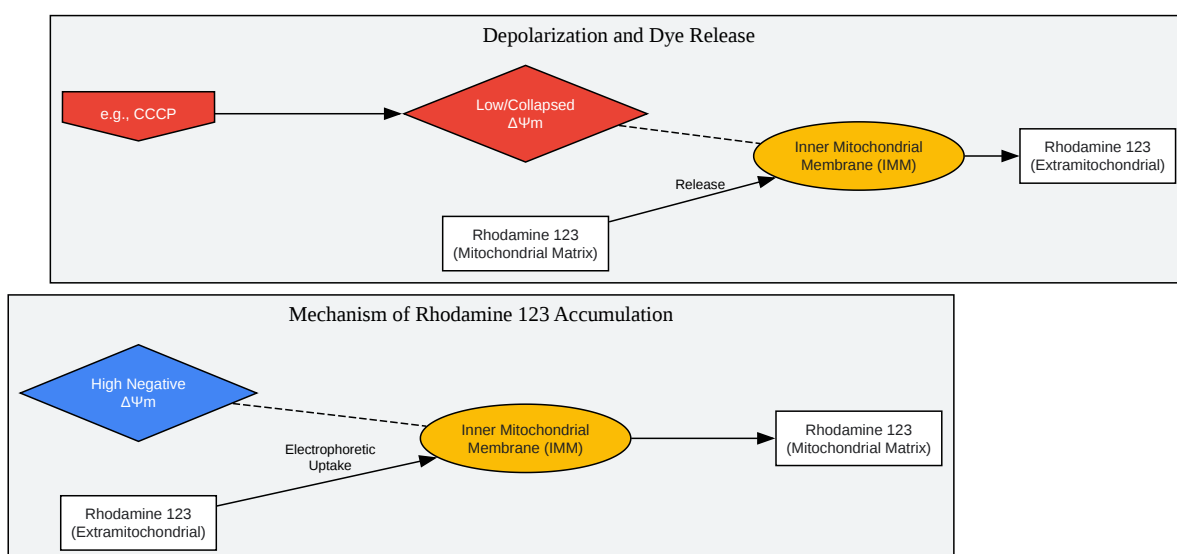 Depolarization and Dye Release
e.g., CCCP
Low/Collapsed
ΔΨm
Inner Mitochondrial
Membrane (IMM)
Rhodamine 123
(Extramitochondrial)
Release
Rhodamine 123
(Mitochondrial Matrix)
Mechanism of Rhodamine 123 Accumulation
High Negative
ΔΨm
Electrophoretic
Uptake
Inner Mitochondrial
Membrane (IMM)
Rhodamine 123
(Mitochondrial Matrix)
Rhodamine 123
(Extramitochondrial)